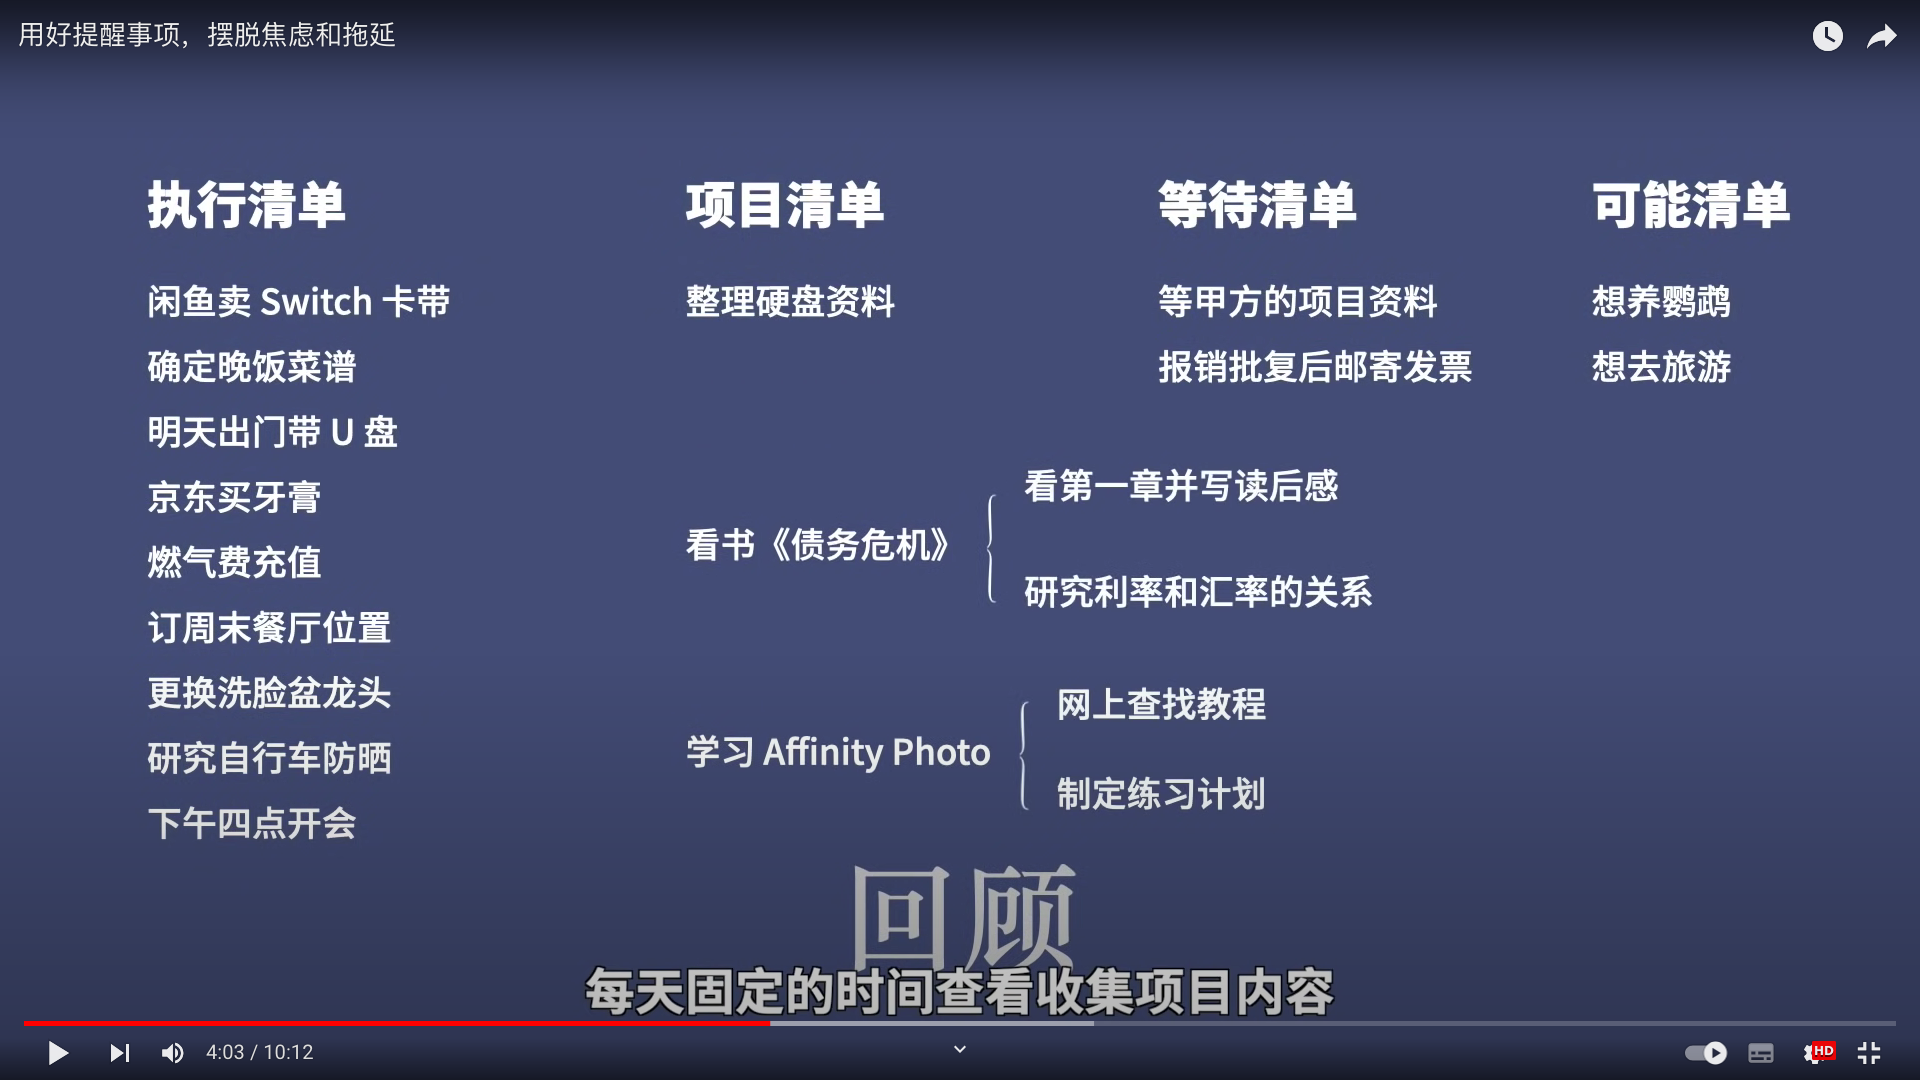 用好提醒事项，摆脱焦虑和拖延
执行清单
闲鱼卖 Switch 卡带
确定晚饭菜谱
明天出门带 U 盘
京东买牙膏
燃气费充值
订周末餐厅位置
更换洗脸盆龙头
研究自行车防晒
下午四点开会
项目清单
整理硬盘资料
看书《债务危机》
看第一章并写读后感
研究利率和汇率的关系
学习 Affinity Photo
网上查找教程
制定练习计划
等待清单
等甲方的项目资料
报销批复后邮寄发票
可能清单
想养鹦鹉
想去旅游
回顾
每天固定的时间查看收集项目内容
4:03 / 10:12
HD